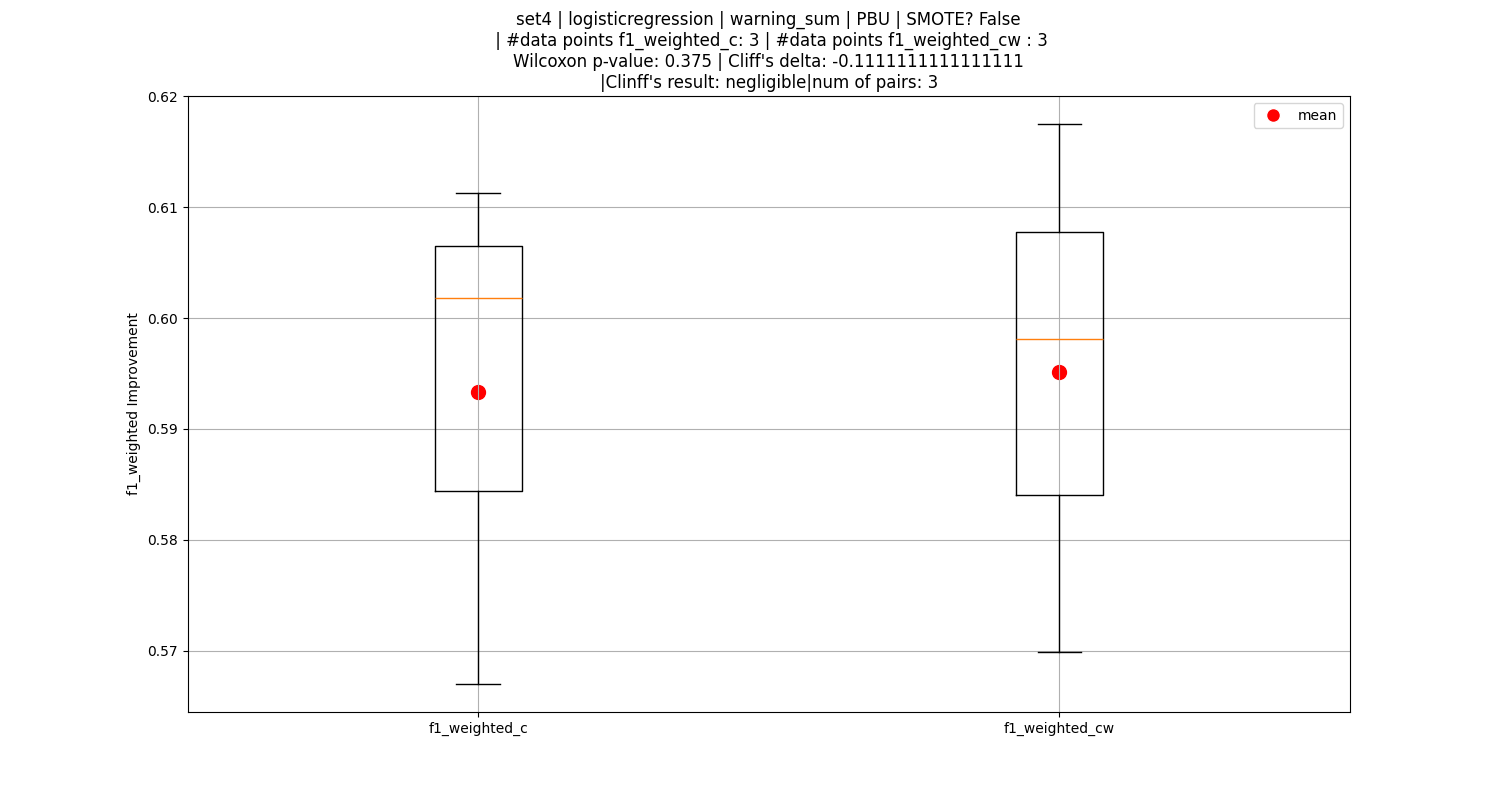 set4 | logisticregression | warning_sum | PBU | SMOTE? False
| #data points f1_weighted_c: 3 | #data points f1_weighted_cw : 3
Wilcoxon p-value: 0.375 | Cliff's delta: -0.1111111111111111
|Clinff's result: negligible|num of pairs: 3
mean
0.62
0.61
0.60
0.59
0.58
0.57
f1_weighted Improvement
f1_weighted_c
f1_weighted_cw